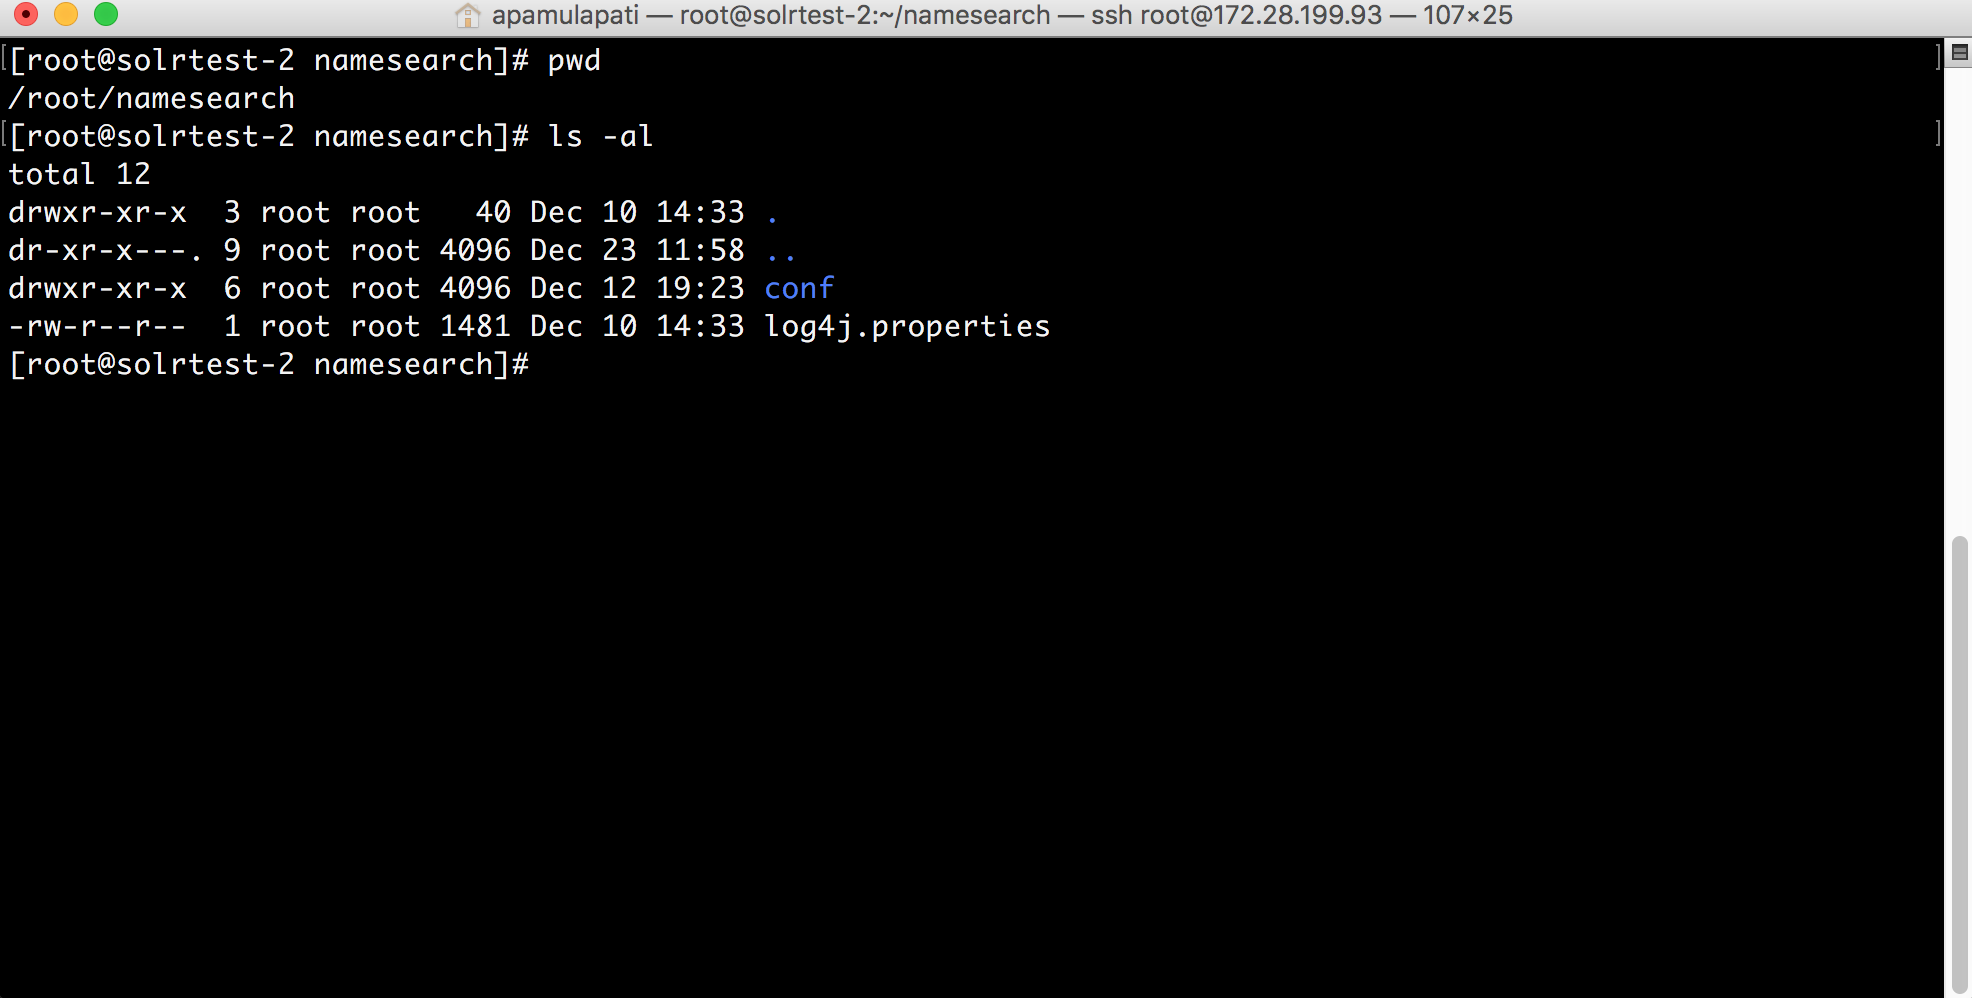 apamulapati — root@solrtest-2:~/namesearch — ssh root@172.28.199.93 — 107×25
[root@solrtest-2 namesearch]# pwd
/root/namesearch
[root@solrtest-2 namesearch]# ls -al
total 12
drwxr-xr-x  3 root root   40 Dec 10 14:33 .
dr-xr-x---. 9 root root 4096 Dec 23 11:58 ..
drwxr-xr-x  6 root root 4096 Dec 12 19:23 conf
-rw-r--r--  1 root root 1481 Dec 10 14:33 log4j.properties
[root@solrtest-2 namesearch]#